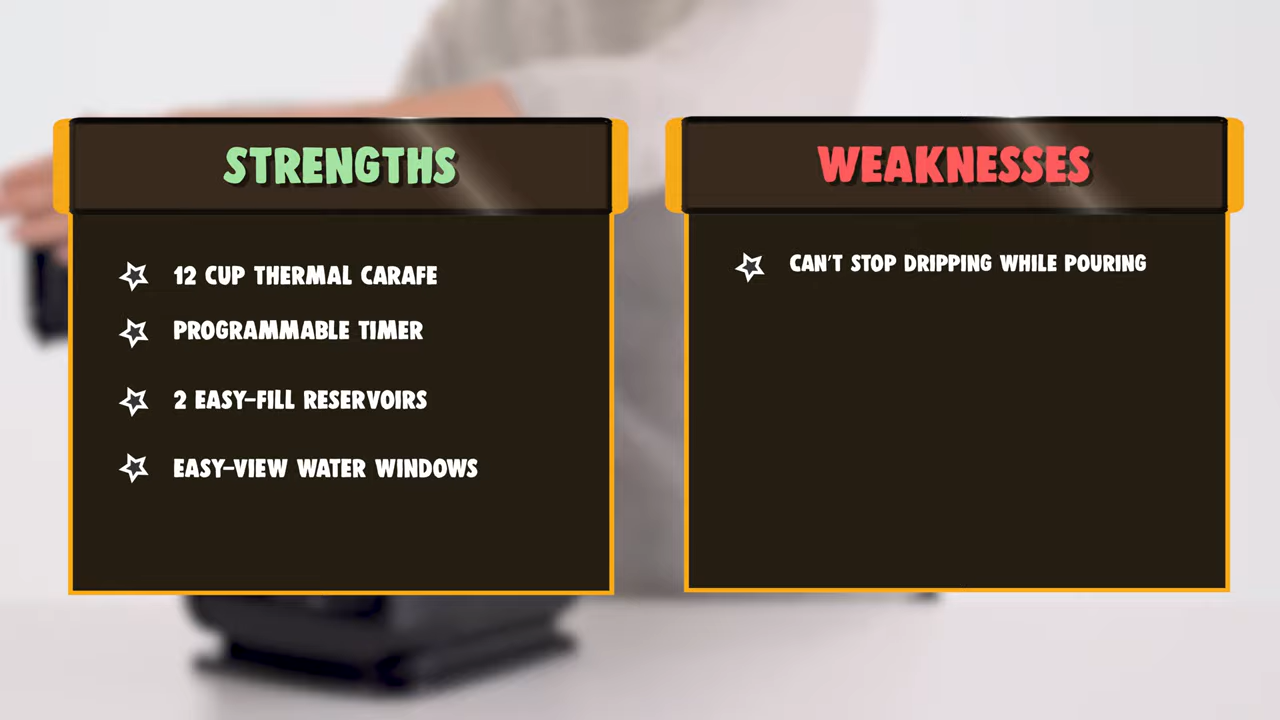 STRENGTHS
12 CUP THERMAL CARAFE
PROGRAMMABLE TIMER
2 EASY-FILL RESERVOIRS
EASY-VIEW WATER WINDOWS
WEAKNESSES
CAN'T STOP DRIPPING WHILE POURING